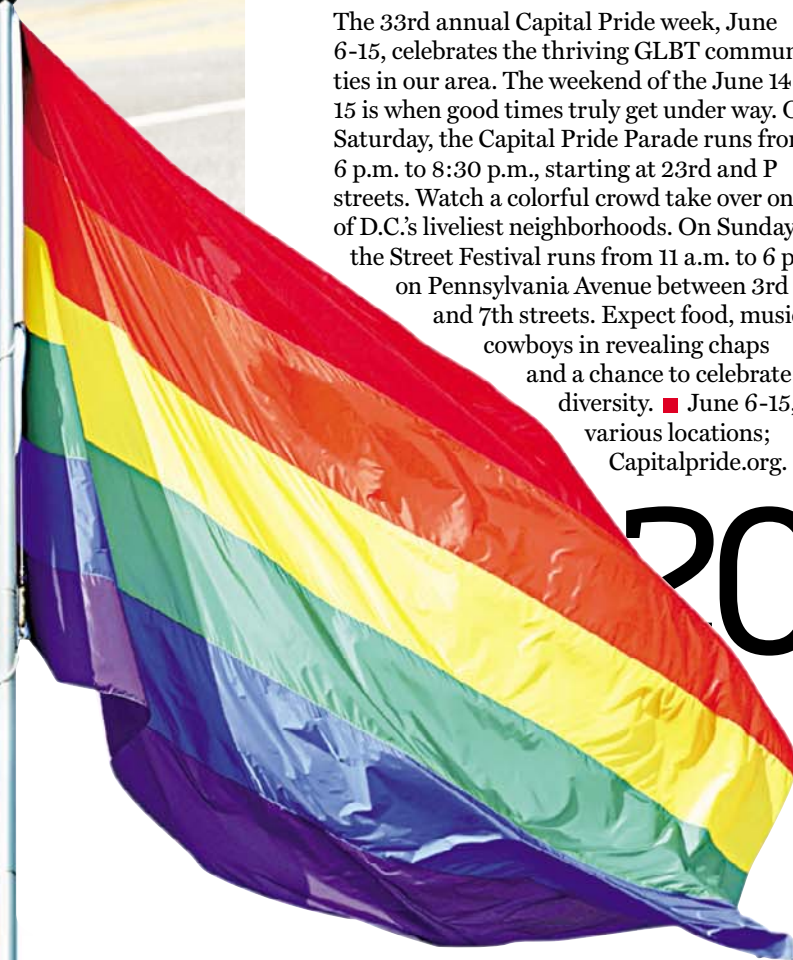 The 33rd annual Capital Pride week, June
6-15, celebrates the thriving GLBT
ties in our area. The weekend of the June 14-
15 is when good times truly get under way.
Saturday, the Capital Pride Parade runs
6 p.m. to 8:30 p.m., starting at 23rd and P
streets. Watch a colorful crowd take over
of D.C.’s liveliest neighborhoods. On Sunday
the Street Festival runs from 11 a.m. to 6
on Pennsylvania Avenue between 3rd
and 7th streets. Expect food,
cowboys in revealing chaps
and a chance to celebrate
diversity. ■ June 6-15,
various locations;
Capitalpride.org.
20